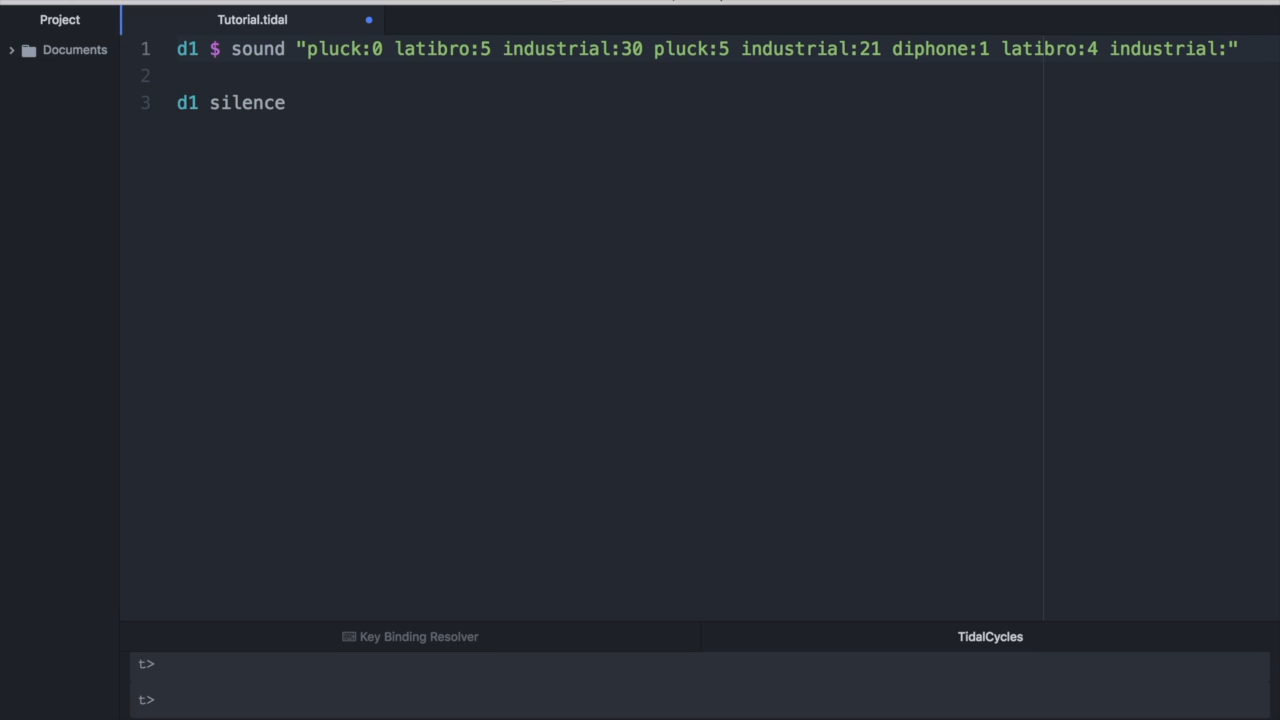 Project
Tutorial.tidal
Documents
1 d1 $ sound "pluck:0 latibro:5 industrial:30 pluck:5 industrial:21 diphone:1 latibro:4 industrial:"
2
3 d1 silence
Key Binding Resolver
TidalCycles
t>
t>